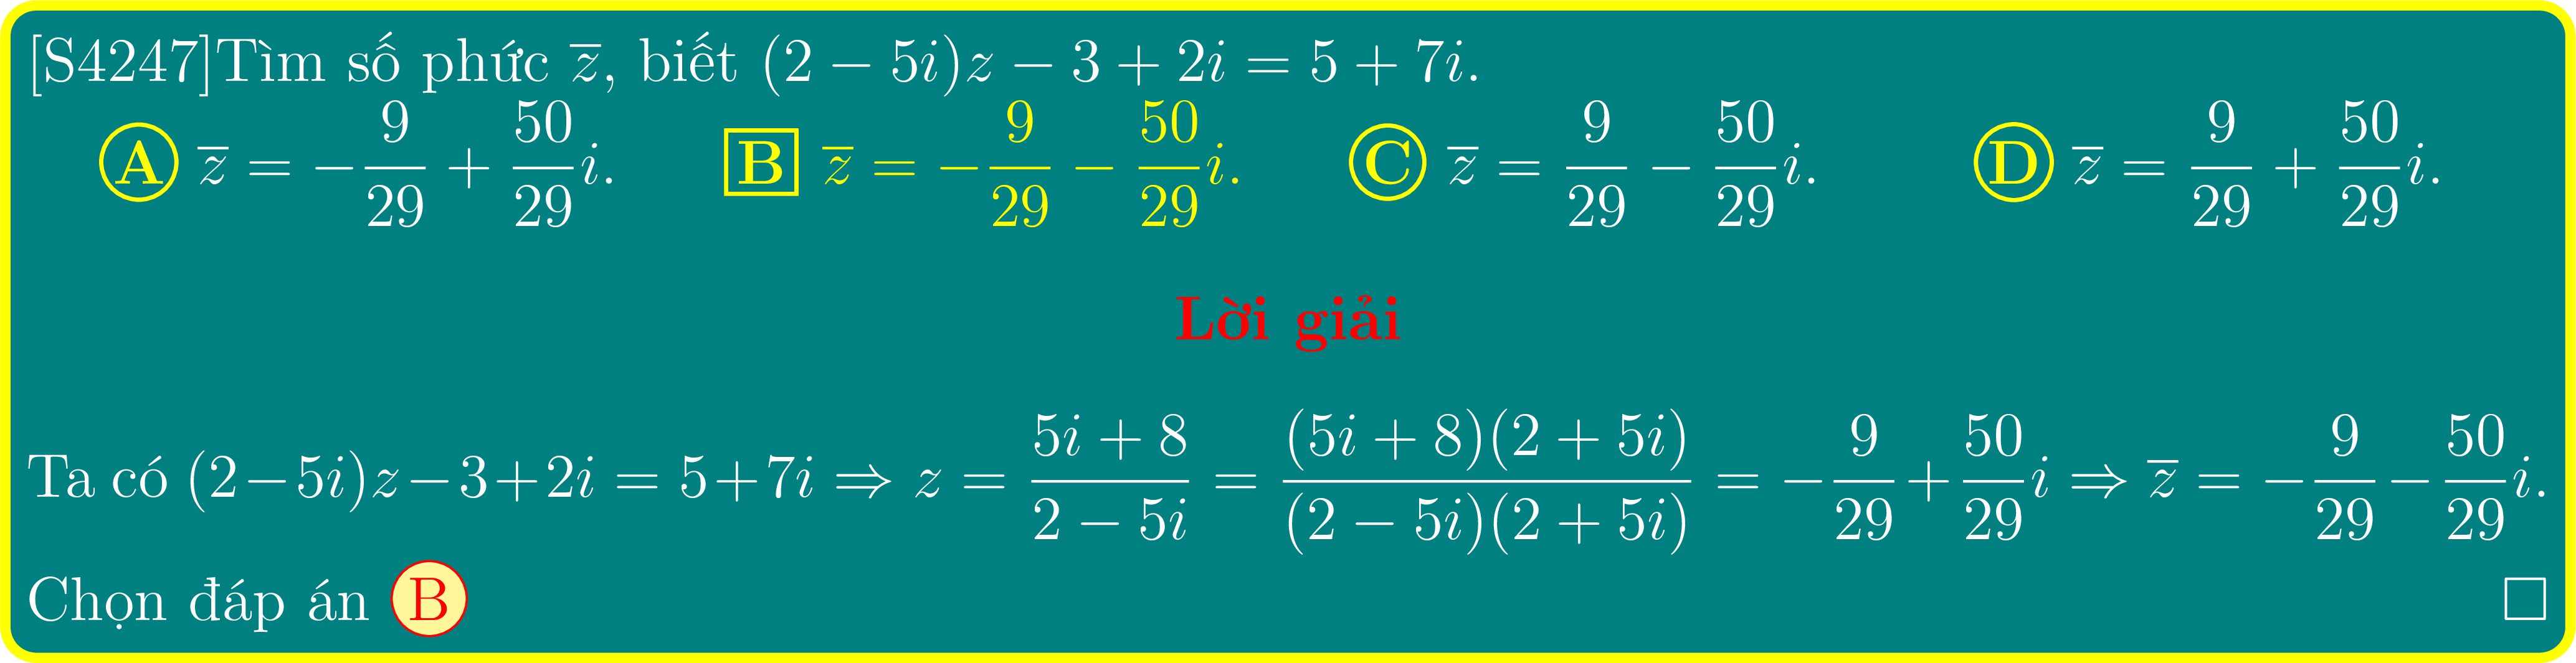 [S4247]Tìm số phức $\overline{z}$, biết $(2 - 5i)z - 3 + 2i = 5 + 7i$.
A $\overline{z} = -\frac{9}{29} + \frac{50}{29}i$. B $\overline{z} = -\frac{9}{29} - \frac{50}{29}i$. C $\overline{z} = \frac{9}{29} - \frac{50}{29}i$. D $\overline{z} = \frac{9}{29} + \frac{50}{29}i$.
Lời giải
Ta có $(2-5i)z-3+2i = 5+7i \Rightarrow z = \frac{5i + 8}{2 - 5i} = \frac{(5i + 8)(2 + 5i)}{(2 - 5i)(2 + 5i)} = -\frac{9}{29}+\frac{50}{29}i \Rightarrow \overline{z} = -\frac{9}{29}-\frac{50}{29}i$.
Chọn đáp án B □